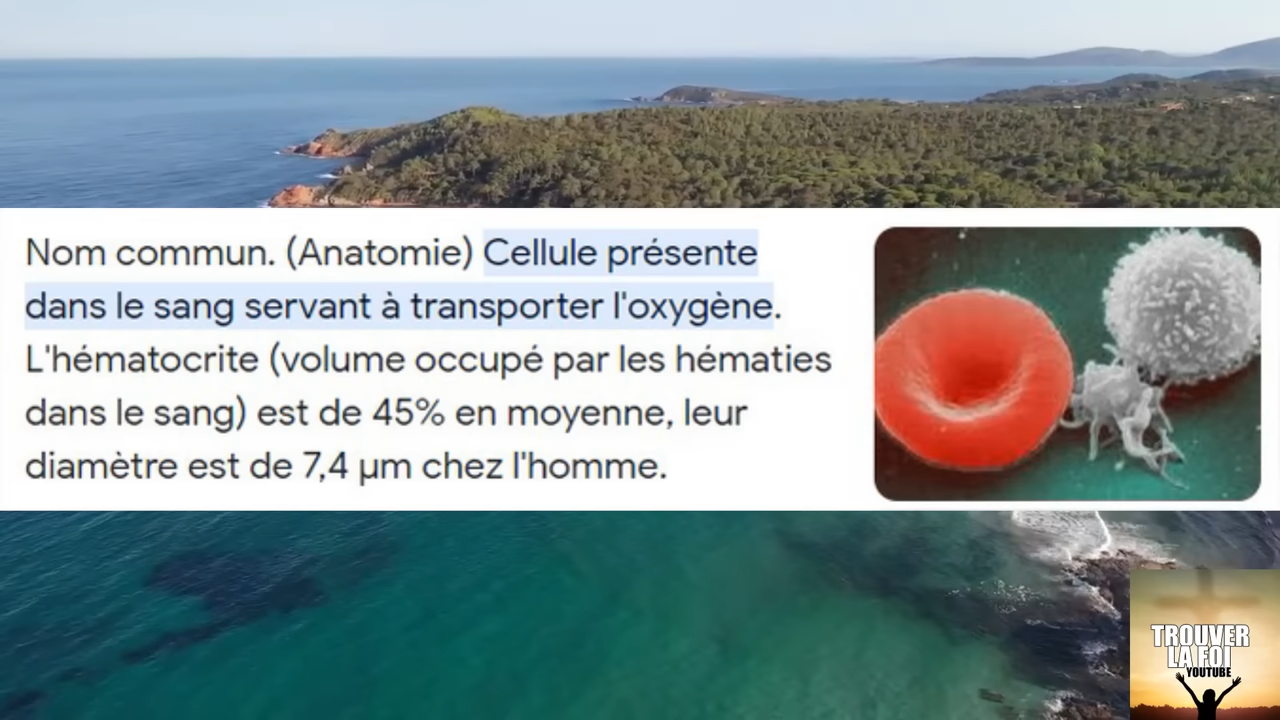 Nom commun. (Anatomie) Cellule présente
dans le sang servant à transporter l'oxygène.
L'hématocrite (volume occupé par les hématies
dans le sang) est de 45% en moyenne, leur
diamètre est de 7,4 µm chez l'homme.
TROUVER
LA FOI
YOUTUBE